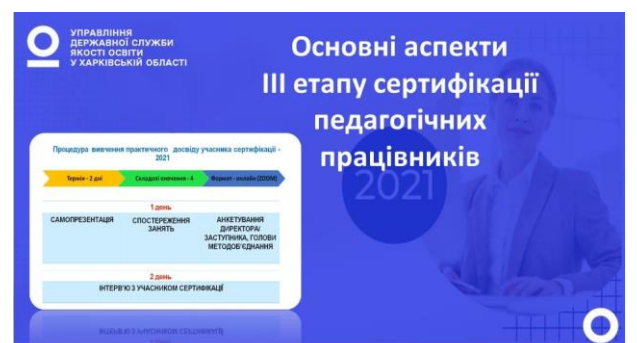 УПРАВЛІННЯ
ДЕРЖАВНОЇ СЛУЖБИ
ЯКОСТІ ОСВІТИ
У ХАРКІВСЬКІЙ ОБЛАСТІ
Основні аспекти
ІІІ етапу сертифікації
педагогічних
працівників
2021
Процедура вивчення практичного досвіду учасника сертифікації -
2021
Термін - 2 дні
Складові вивчення - 4
Формат - онлайн (ZOOM)
1 день
САМОПРЕЗЕНТАЦІЯ
СПОСТЕРЕЖЕННЯ
ЗАНЯТЬ
АНКЕТУВАННЯ
ДИРЕКТОРА/
ЗАСТУПНИКА, ГОЛОВИ
МЕТОДОБ'ЄДНАННЯ
2 день
ІНТЕРВ'Ю З УЧАСНИКОМ СЕРТИФІКАЦІЇ